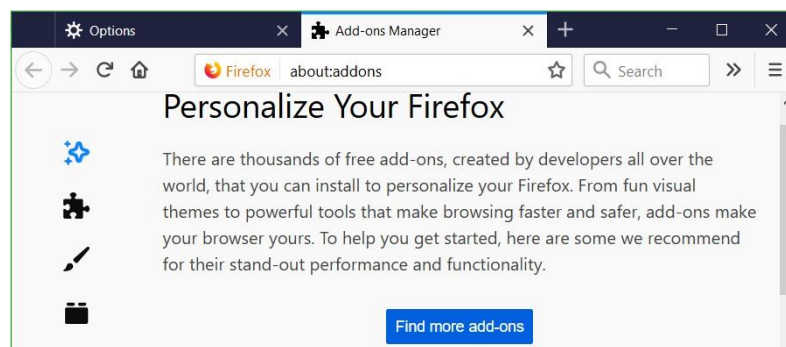 Options
Add-ons Manager
Firefox about:addons
Search
Personalize Your Firefox
There are thousands of free add-ons, created by developers all over the
world, that you can install to personalize your Firefox. From fun visual
themes to powerful tools that make browsing faster and safer, add-ons make
your browser yours. To help you get started, here are some we recommend
for their stand-out performance and functionality.
Find more add-ons